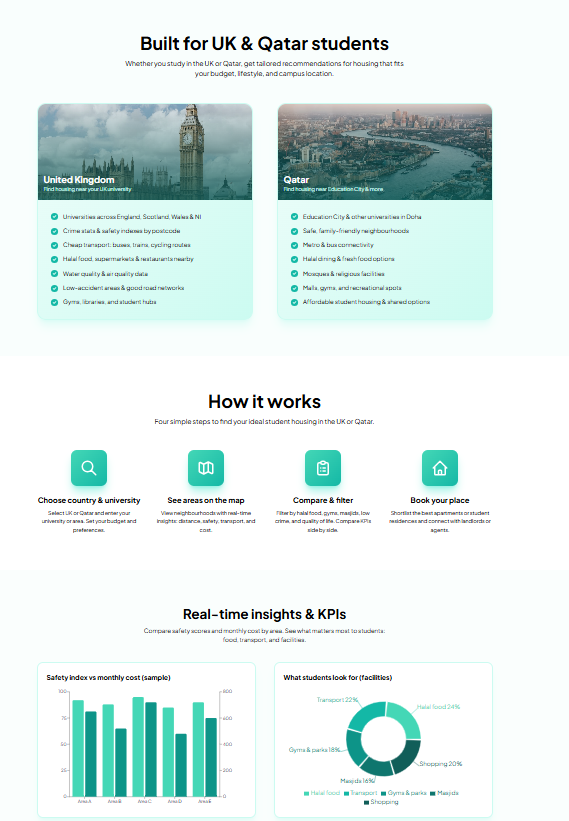 Built for UK & Qatar students
Whether you study in the UK or Qatar, get tailored recommendations for housing that fits
your budget, lifestyle, and campus location.
United Kingdom
Find housing near your UK university
Universities across England, Scotland, Wales & NI
Crime stats & safety indexes by postcode
Cheap transport: buses, trains, cycling routes
Halal food, supermarkets & restaurants nearby
Water quality & air quality data
Low-accident areas & good road networks
Gyms, libraries, and student hubs
Qatar
Find housing near Education City & more
Education City & other universities in Doha
Safe, family-friendly neighbourhoods
Metro & bus connectivity
Halal dining & fresh food options
Mosques & religious facilities
Malls, gyms, and recreational spots
Affordable student housing & shared options
How it works
Four simple steps to find your ideal student housing in the UK or Qatar.
Choose country & university
Select UK or Qatar and enter your
university or area. Set your budget and
preferences.
See areas on the map
View neighbourhoods with real-time
insights: distance, safety, transport, and
cost.
Compare & filter
Filter by halal food, gyms, masjids, low
crime, and quality of life. Compare KPIs
side by side.
Book your place
Shortlist the best apartments or student
residences and connect with landlords or
agents.
Real-time insights & KPIs
Compare safety scores and monthly cost by area. See what matters most to students:
food, transport, and facilities.
Safety index vs monthly cost (sample)
100
75
50
25
0
800
600
400
200
0
Area A
Area B
Area C
Area D
Area E
What students look for (facilities)
Transport 22%
Halal food 24%
Gyms & parks 18%
Shopping 20%
Masjids 16%
Halal food
Transport
Gyms & parks
Masjids
Shopping